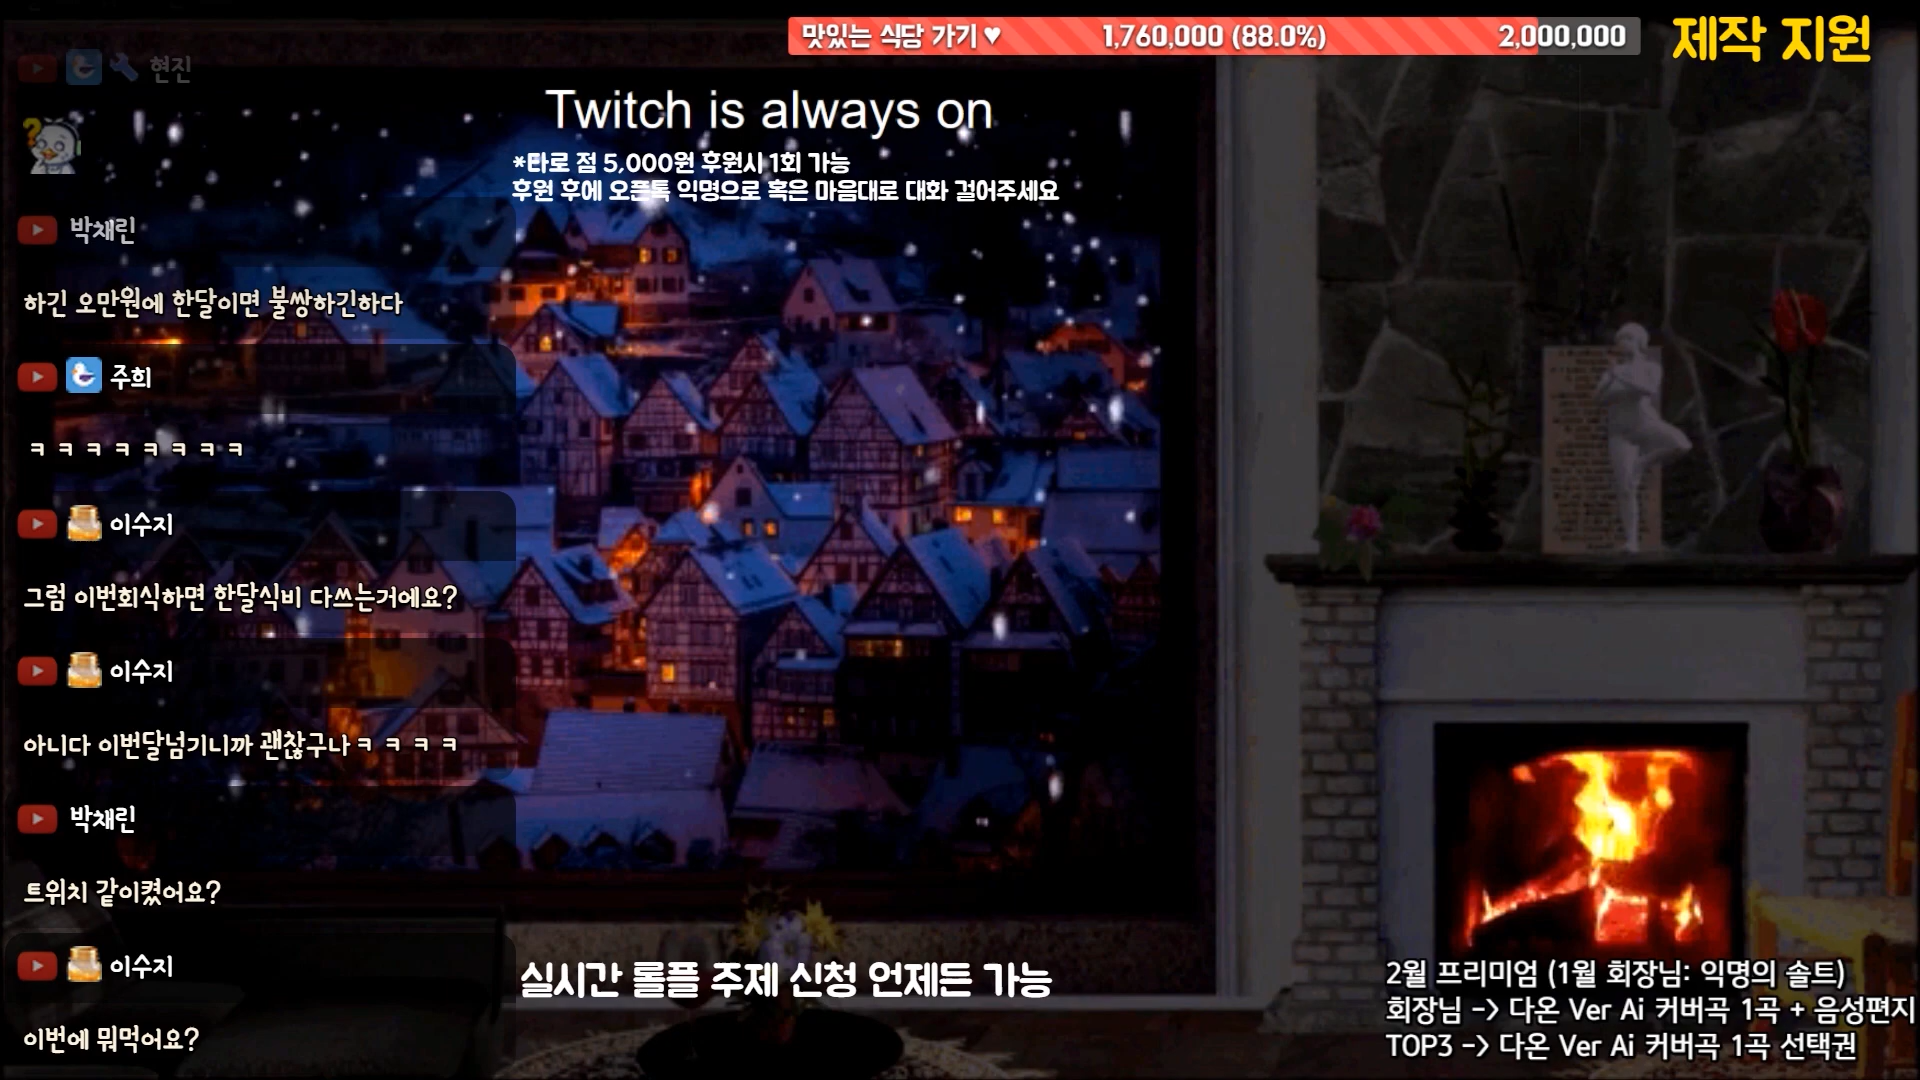 맛있는 식당 가기 ♥ 1,760,000 (88.0%) 2,000,000
제작 지원
Twitch is always on
*타로 점 5,000원 후원시 1회 가능
후원 후에 오픈톡 익명으로 혹은 마음대로 대화 걸어주세요
현진
박채린
하긴 오만원에 한달이면 불쌍하긴하다
주희
ㅋㅋㅋㅋㅋㅋㅋㅋ
이수지
그럼 이번회식하면 한달식비 다쓰는거에요?
이수지
아니다 이번달넘기니까 괜찮구나ㅋㅋㅋㅋ
박채린
트위치 같이켰어요?
이수지
이번에 뭐먹어요?
실시간 롤플 주제 신청 언제든 가능
2월 프리미엄 (1월 회장님: 익명의 솔트)
회장님 -> 다온 Ver Ai 커버곡 1곡 + 음성편지
TOP3 -> 다온 Ver Ai 커버곡 1곡 선택권